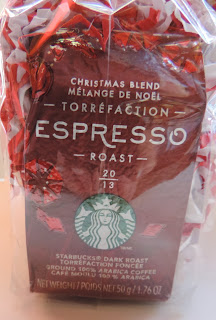 CHRISTMAS BLEND
MÉLANGE DE NOËL
— TORRÉFACTION —
ESPRESSO
— ROAST —
20
13
STARBUCKS® DARK ROAST
TORRÉFACTION FONCÉE
GROUND 100% ARABICA COFFEE
CAFÉ MOULU 100% ARABICA
NET WEIGHT/POIDS NET 50 g / 1.76 OZ